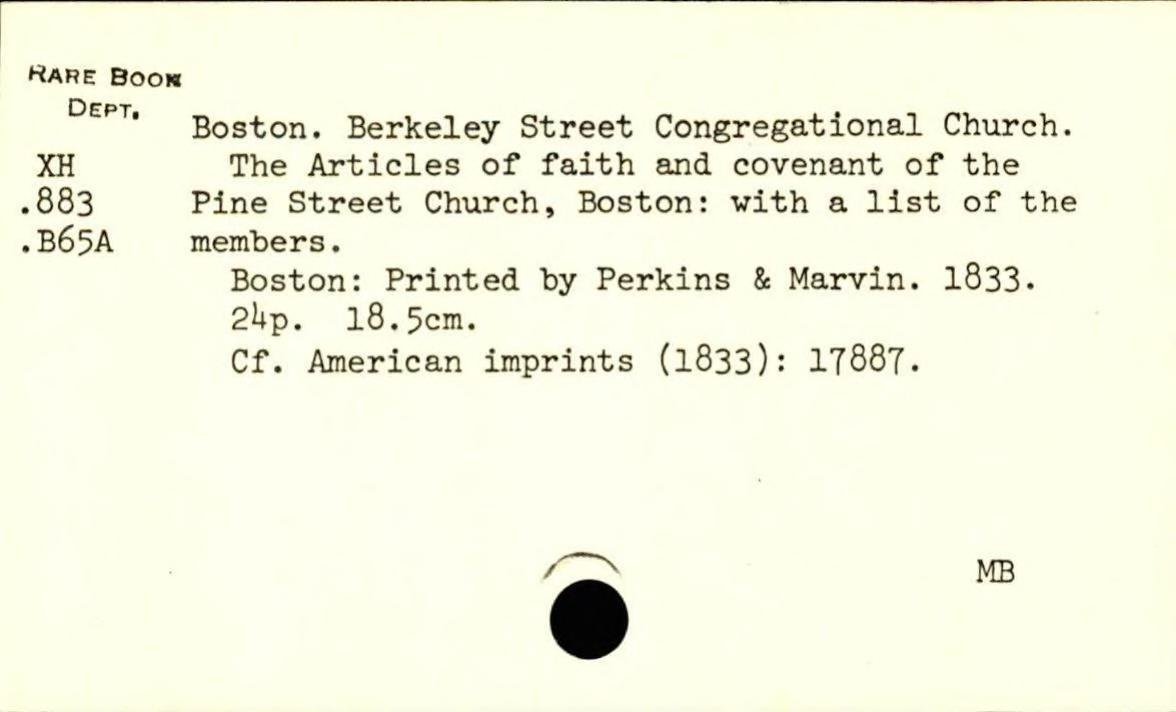 RARE BOOK
DEPT.
Boston. Berkeley Street Congregational Church.
XH The Articles of faith and covenant of the
.883 Pine Street Church, Boston: with a list of the
.B65A members.
Boston: Printed by Perkins & Marvin. 1833.
24p. 18.5cm.
Cf. American imprints (1833): 17887.
MB